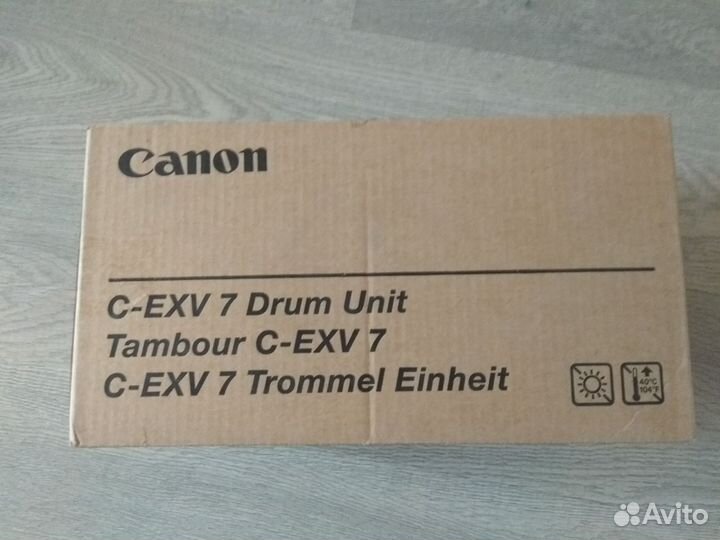 Canon
C-EXV 7 Drum Unit
Tambour C-EXV 7
C-EXV 7 Trommel Einheit
40°C
104°F
Avito